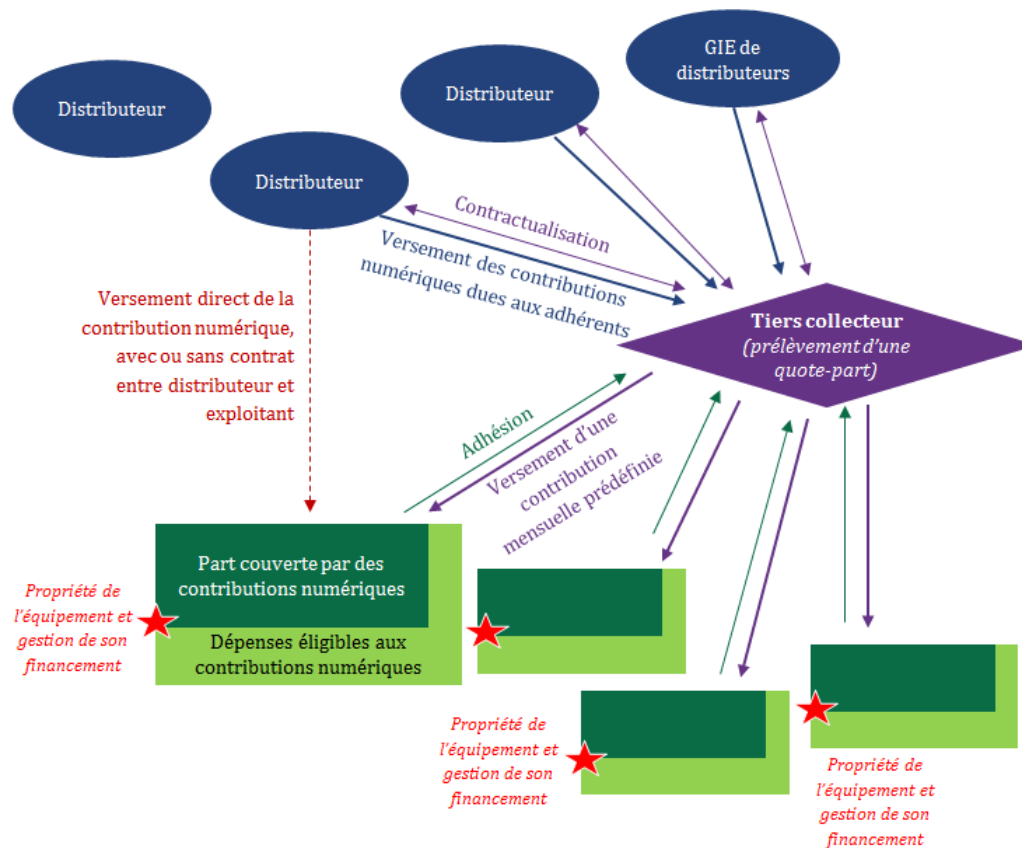 GIE de
distributeurs
Distributeur
Distributeur
Distributeur
Contractualisation
Versement des contributions
numériques dues aux adhérents
Versement direct de la
contribution numérique,
avec ou sans contrat
entre distributeur et
exploitant
Tiers collecteur
(prélèvement d'une
quote-part)
Adhésion
Versement d'une
contribution
mensuelle prédéfinie
Part couverte par des
contributions numériques
Dépenses éligibles aux
contributions numériques
Propriété de
l'équipement et
gestion de son
financement
Propriété de
l'équipement et
gestion de son
financement
Propriété de
l'équipement et
gestion de son
financement